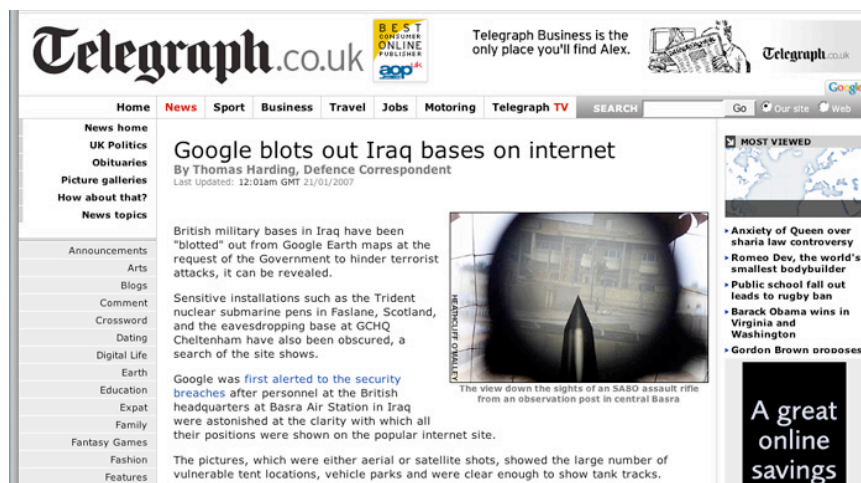 Telegraph.co.uk
BEST
CONSUMER
ONLINE
PUBLISHER
aop uk
Telegraph Business is the
only place you'll find Alex.
Telegraph.co.uk
Google
Home News Sport Business Travel Jobs Motoring Telegraph TV SEARCH Go Our site Web
News home
UK Politics
Obituaries
Picture galleries
How about that?
News topics
Announcements
Arts
Blogs
Comment
Crossword
Dating
Digital Life
Earth
Education
Expat
Family
Fantasy Games
Fashion
Features
Google blots out Iraq bases on internet
By Thomas Harding, Defence Correspondent
Last Updated: 12:01am GMT 21/01/2007
British military bases in Iraq have been
"blotted" out from Google Earth maps at the
request of the Government to hinder terrorist
attacks, it can be revealed.
Sensitive installations such as the Trident
nuclear submarine pens in Faslane, Scotland,
and the eavesdropping base at GCHQ
Cheltenham have also been obscured, a
search of the site shows.
Google was first alerted to the security
breaches after personnel at the British
headquarters at Basra Air Station in Iraq
were astonished at the clarity with which all
their positions were shown on the popular internet site.
The pictures, which were either aerial or satellite shots, showed the large number of
vulnerable tent locations, vehicle parks and were clear enough to show tank tracks.
HEATHCLIFF O'MALLEY
The view down the sights of an SA80 assault rifle
from an observation post in central Basra
MOST VIEWED
Anxiety of Queen over
sharia law controversy
Romeo Dev, the world's
smallest bodybuilder
Public school fall out
leads to rugby ban
Barack Obama wins in
Virginia and
Washington
Gordon Brown proposes
A great
online
savings